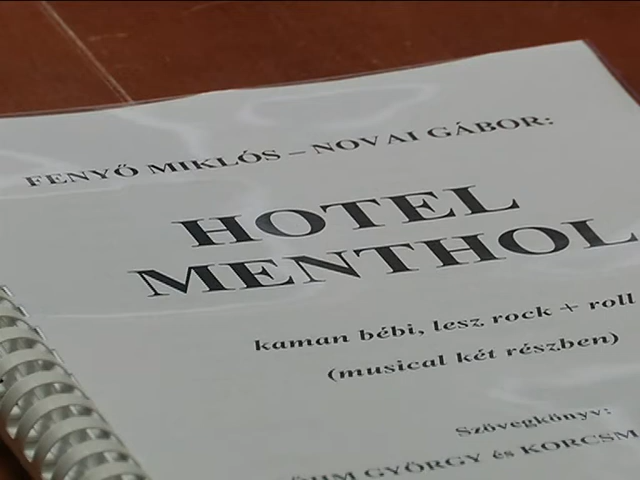 FENYŐ MIKLÓS – NOVAI GÁBOR:
HOTEL
MENTHOL
kaman bébi, lesz rock + roll
(musical két részben)
Szövegkönyv:
GYÖRGY és